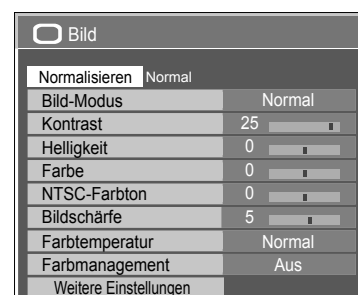 Bild
Normalisieren Normal
Bild-Modus Normal
Kontrast 25
Helligkeit 0
Farbe 0
NTSC-Farbton 0
Bildschärfe 5
Farbtemperatur Normal
Farbmanagement Aus
Weitere Einstellungen